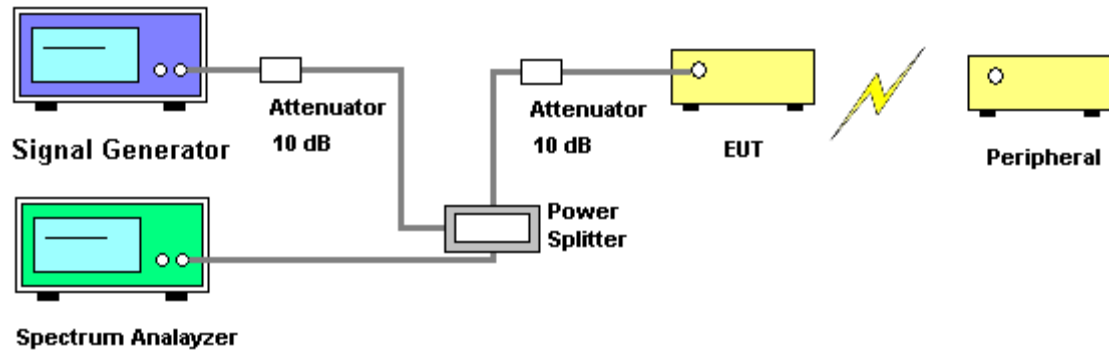 Attenuator
10 dB
Signal Generator
Attenuator
10 dB
EUT
Peripheral
Power
Splitter
Spectrum Analayzer